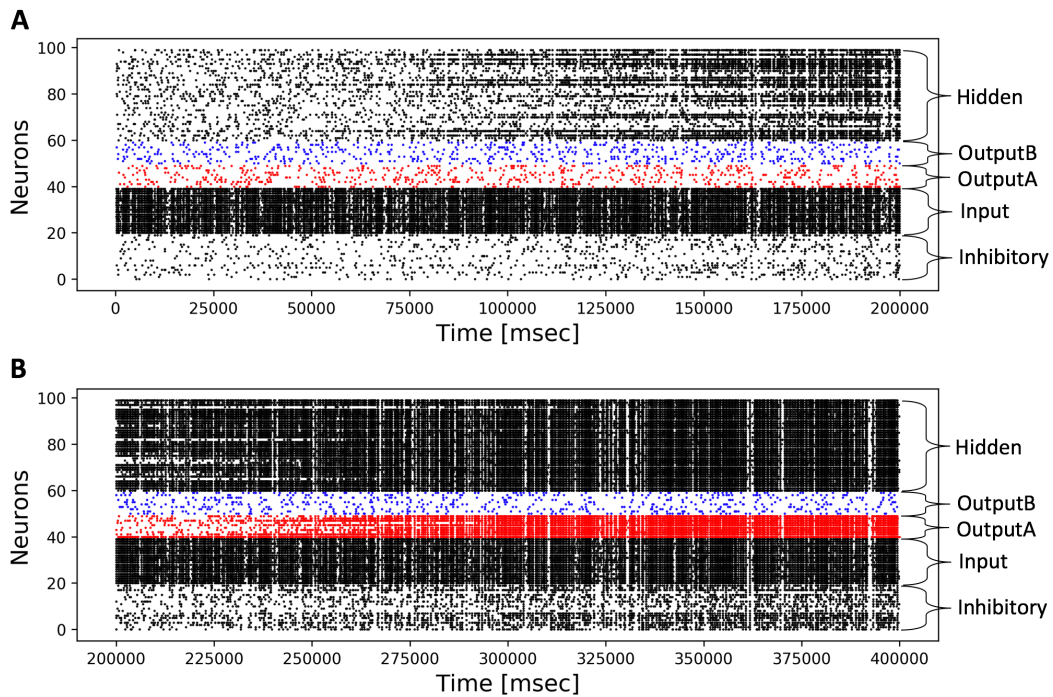 A
100
80
60
40
20
0
Neurons
Hidden
OutputB
OutputA
Input
Inhibitory
0 25000 50000 75000 100000 125000 150000 175000 200000
Time [msec]
B
100
80
60
40
20
0
Neurons
Hidden
OutputB
OutputA
Input
Inhibitory
200000 225000 250000 275000 300000 325000 350000 375000 400000
Time [msec]